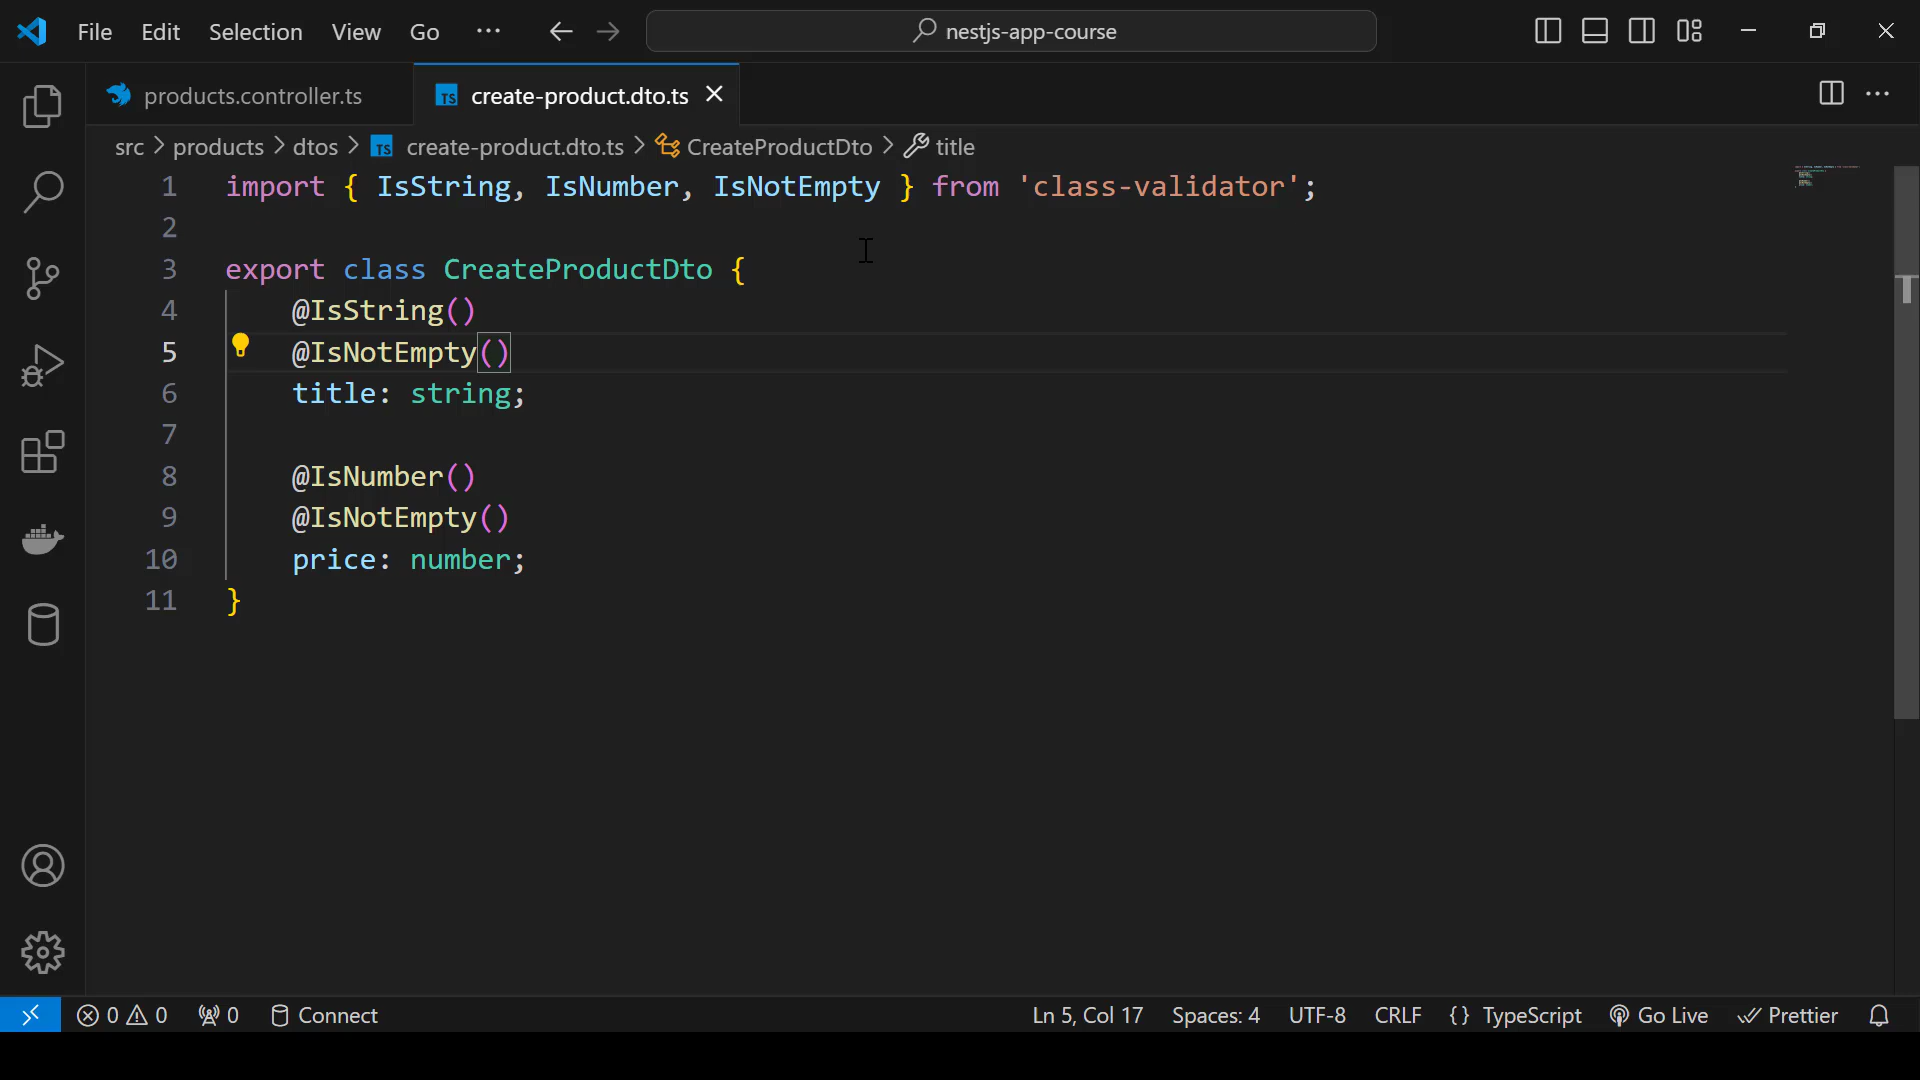 File Edit Selection View Go ··· nestjs-app-course
products.controller.ts TS create-product.dto.ts
src > products > dtos > TS create-product.dto.ts > CreateProductDto > title
1 import { IsString, IsNumber, IsNotEmpty } from 'class-validator';
2
3 export class CreateProductDto {
4 @IsString()
5 @IsNotEmpty()
6 title: string;
7
8 @IsNumber()
9 @IsNotEmpty()
10 price: number;
11 }
0 0 0 Connect Ln 5, Col 17 Spaces: 4 UTF-8 CRLF {} TypeScript Go Live Prettier